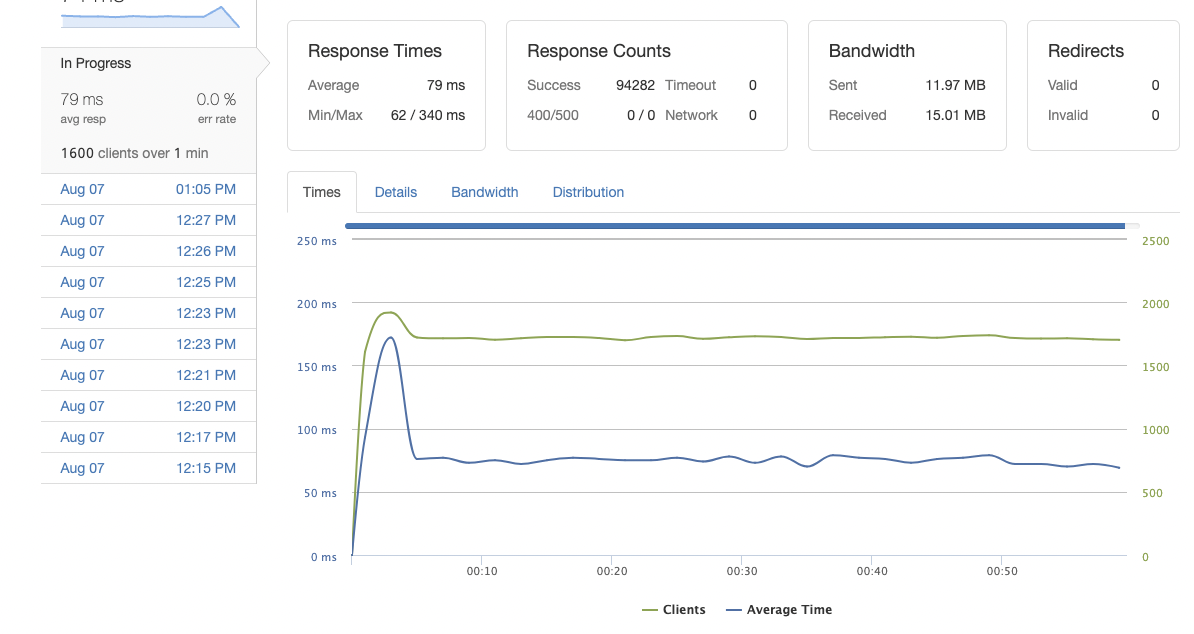 In Progress
79 ms 0.0 %
avg resp err rate
1600 clients over 1 min
Aug 07 01:05 PM
Aug 07 12:27 PM
Aug 07 12:26 PM
Aug 07 12:25 PM
Aug 07 12:23 PM
Aug 07 12:23 PM
Aug 07 12:21 PM
Aug 07 12:20 PM
Aug 07 12:17 PM
Aug 07 12:15 PM
Response Times
Average 79 ms
Min/Max 62 / 340 ms
Response Counts
Success 94282 Timeout 0
400/500 0 / 0 Network 0
Bandwidth
Sent 11.97 MB
Received 15.01 MB
Redirects
Valid 0
Invalid 0
Times Details Bandwidth Distribution
250 ms 2500
200 ms 2000
150 ms 1500
100 ms 1000
50 ms 500
0 ms 0
00:10 00:20 00:30 00:40 00:50
Clients Average Time